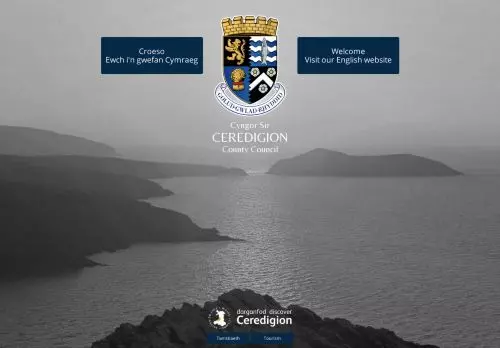 Croeso
Ewch i'n gwefan Cymraeg
Welcome
Visit our English website
GOLUD GWLAD RHYDDID
Cyngor Sir
CEREDIGION
County Council
darganfod discover
Ceredigion
Twristiaeth
Tourism